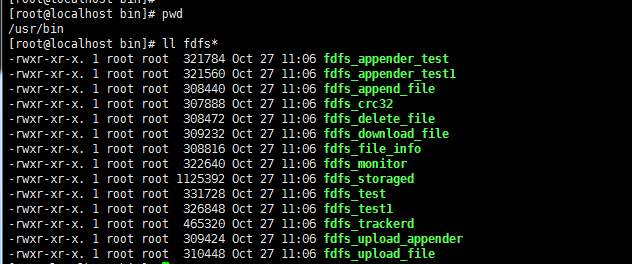 [root@localhost bin]# pwd
/usr/bin
[root@localhost bin]# ll fdfs*
-rwxr-xr-x. 1 root root  321784 Oct 27 11:06 fdfs_appender_test
-rwxr-xr-x. 1 root root  321560 Oct 27 11:06 fdfs_appender_test1
-rwxr-xr-x. 1 root root  308440 Oct 27 11:06 fdfs_append_file
-rwxr-xr-x. 1 root root  307888 Oct 27 11:06 fdfs_crc32
-rwxr-xr-x. 1 root root  308472 Oct 27 11:06 fdfs_delete_file
-rwxr-xr-x. 1 root root  309232 Oct 27 11:06 fdfs_download_file
-rwxr-xr-x. 1 root root  308816 Oct 27 11:06 fdfs_file_info
-rwxr-xr-x. 1 root root  322640 Oct 27 11:06 fdfs_monitor
-rwxr-xr-x. 1 root root 1125392 Oct 27 11:06 fdfs_storaged
-rwxr-xr-x. 1 root root  331728 Oct 27 11:06 fdfs_test
-rwxr-xr-x. 1 root root  326848 Oct 27 11:06 fdfs_test1
-rwxr-xr-x. 1 root root  465320 Oct 27 11:06 fdfs_trackerd
-rwxr-xr-x. 1 root root  309424 Oct 27 11:06 fdfs_upload_appender
-rwxr-xr-x. 1 root root  310448 Oct 27 11:06 fdfs_upload_file